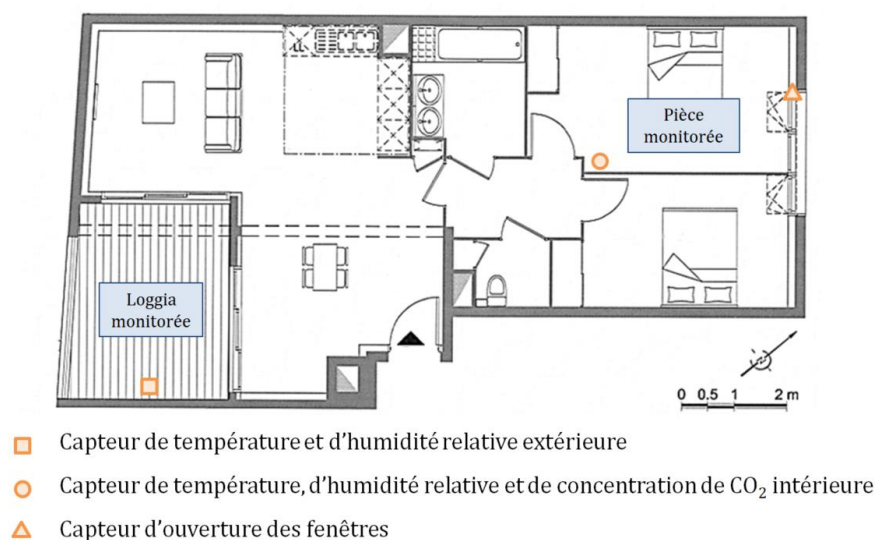 Pièce
monitorée
Loggia
monitorée
0 0.5 1 2 m
Capteur de température et d'humidité relative extérieure
Capteur de température, d'humidité relative et de concentration de CO₂ intérieure
Capteur d'ouverture des fenêtres